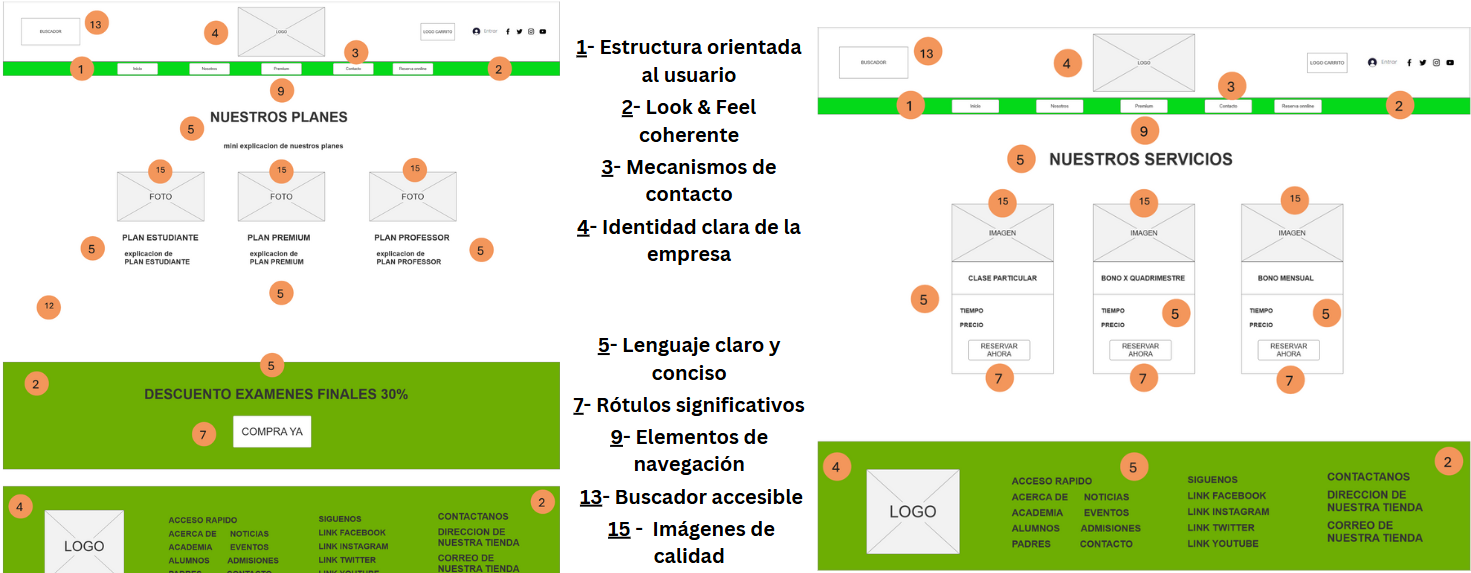 BUSCADOR
13
4
LOGO
LOGO CARRITO
Entrar
3
1
Inicio
Nosotros
Premium
Contacto
Reserva onnline
2
9
NUESTROS PLANES
5
mini explicacion de nuestros planes
15
15
15
FOTO
FOTO
FOTO
PLAN ESTUDIANTE
PLAN PREMIUM
PLAN PROFESSOR
5
explicacion de
PLAN ESTUDIANTE
explicacion de
PLAN PREMIUM
explicacion de
PLAN PROFESSOR
5
5
12
5
2
DESCUENTO EXAMENES FINALES 30%
7
COMPRA YA
4
2
LOGO
ACCESO RAPIDO
ACERCA DE NOTICIAS
ACADEMIA EVENTOS
ALUMNOS ADMISIONES
PADRES CONTACTO
SIGUENOS
LINK FACEBOOK
LINK INSTAGRAM
LINK TWITTER
LINK YOUTUBE
CONTACTANOS
DIRECCION DE
NUESTRA TIENDA
CORREO DE
NUESTRA TIENDA
1- Estructura orientada
al usuario
2- Look & Feel
coherente
3- Mecanismos de
contacto
4- Identidad clara de la
empresa
5- Lenguaje claro y
conciso
7- Rótulos significativos
9- Elementos de
navegación
13- Buscador accesible
15 - Imágenes de
calidad
BUSCADOR
13
4
LOGO
LOGO CARRITO
Entrar
3
1
Inicio
Nosotros
Premium
Contacto
Reserva onnline
2
9
5
NUESTROS SERVICIOS
15
15
15
IMAGEN
IMAGEN
IMAGEN
CLASE PARTICULAR
BONO X QUADRIMESTRE
BONO MENSUAL
5
TIEMPO
PRECIO
TIEMPO
PRECIO
5
TIEMPO
PRECIO
5
RESERVAR
AHORA
RESERVAR
AHORA
RESERVAR
AHORA
7
7
7
4
5
2
LOGO
ACCESO RAPIDO
ACERCA DE NOTICIAS
ACADEMIA EVENTOS
ALUMNOS ADMISIONES
PADRES CONTACTO
SIGUENOS
LINK FACEBOOK
LINK INSTAGRAM
LINK TWITTER
LINK YOUTUBE
CONTACTANOS
DIRECCION DE
NUESTRA TIENDA
CORREO DE
NUESTRA TIENDA